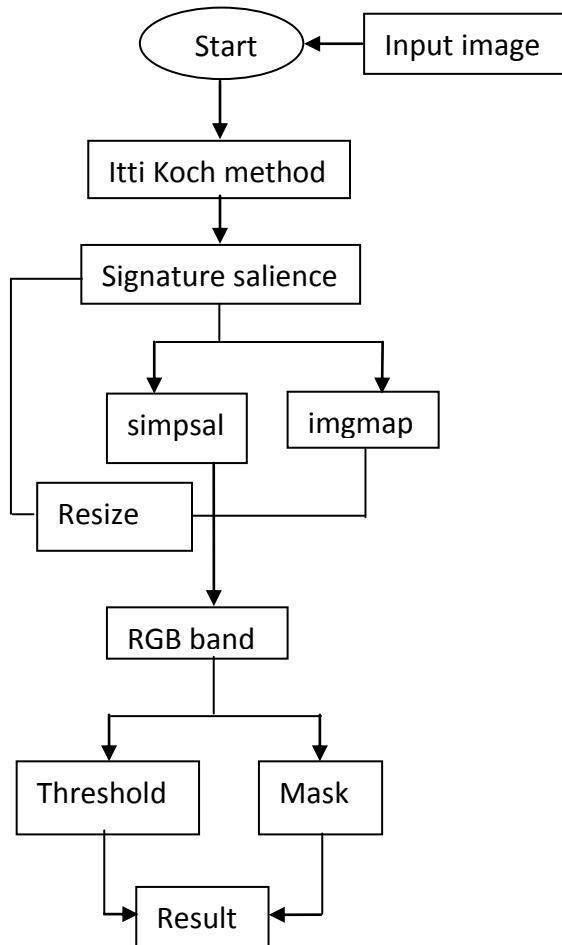 Start
Input image
Itti Koch method
Signature salience
simpsal
imgmap
Resize
RGB band
Threshold
Mask
Result